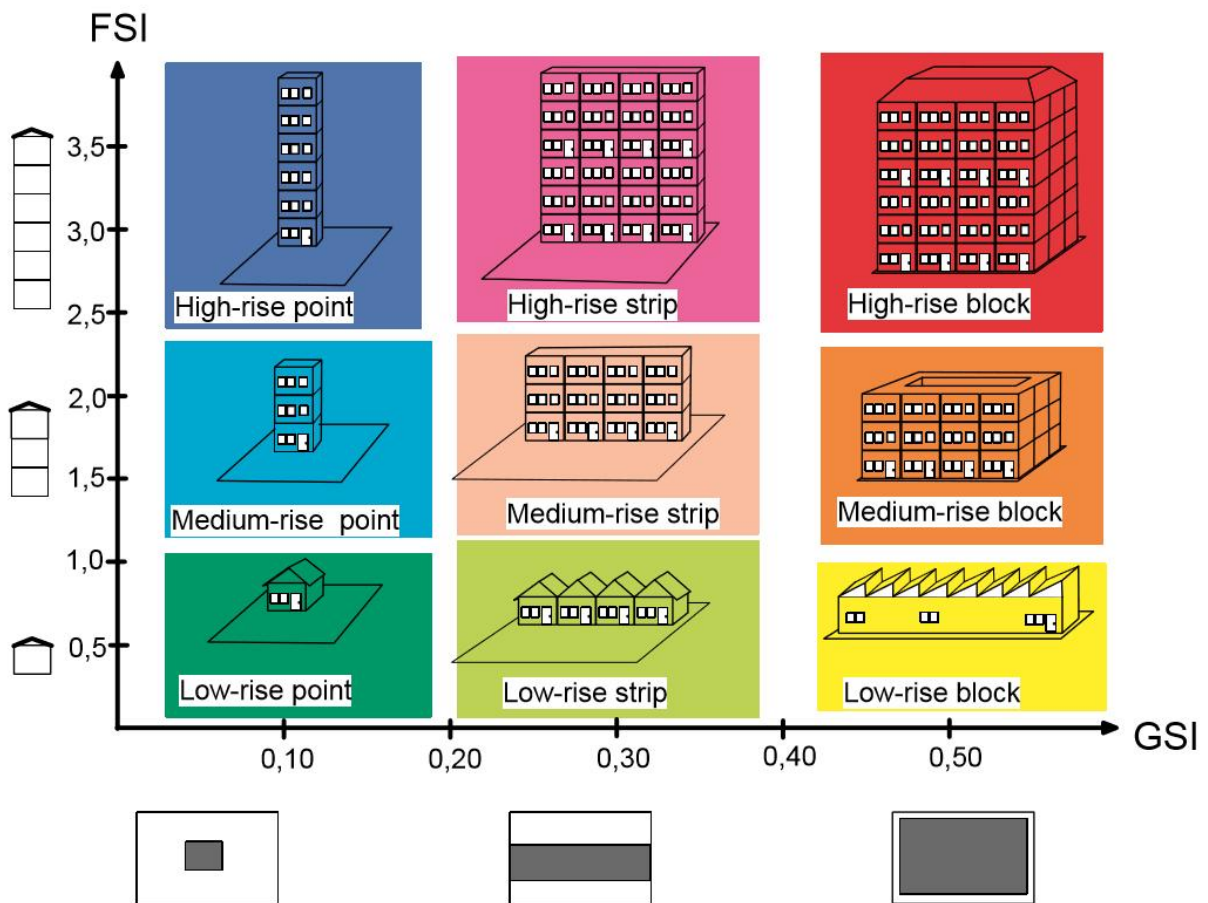 FSI
3,5
3,0
2,5
2,0
1,5
1,0
0,5
High-rise point
High-rise strip
High-rise block
Medium-rise  point
Medium-rise strip
Medium-rise block
Low-rise point
Low-rise strip
Low-rise block
GSI
0,10
0,20
0,30
0,40
0,50